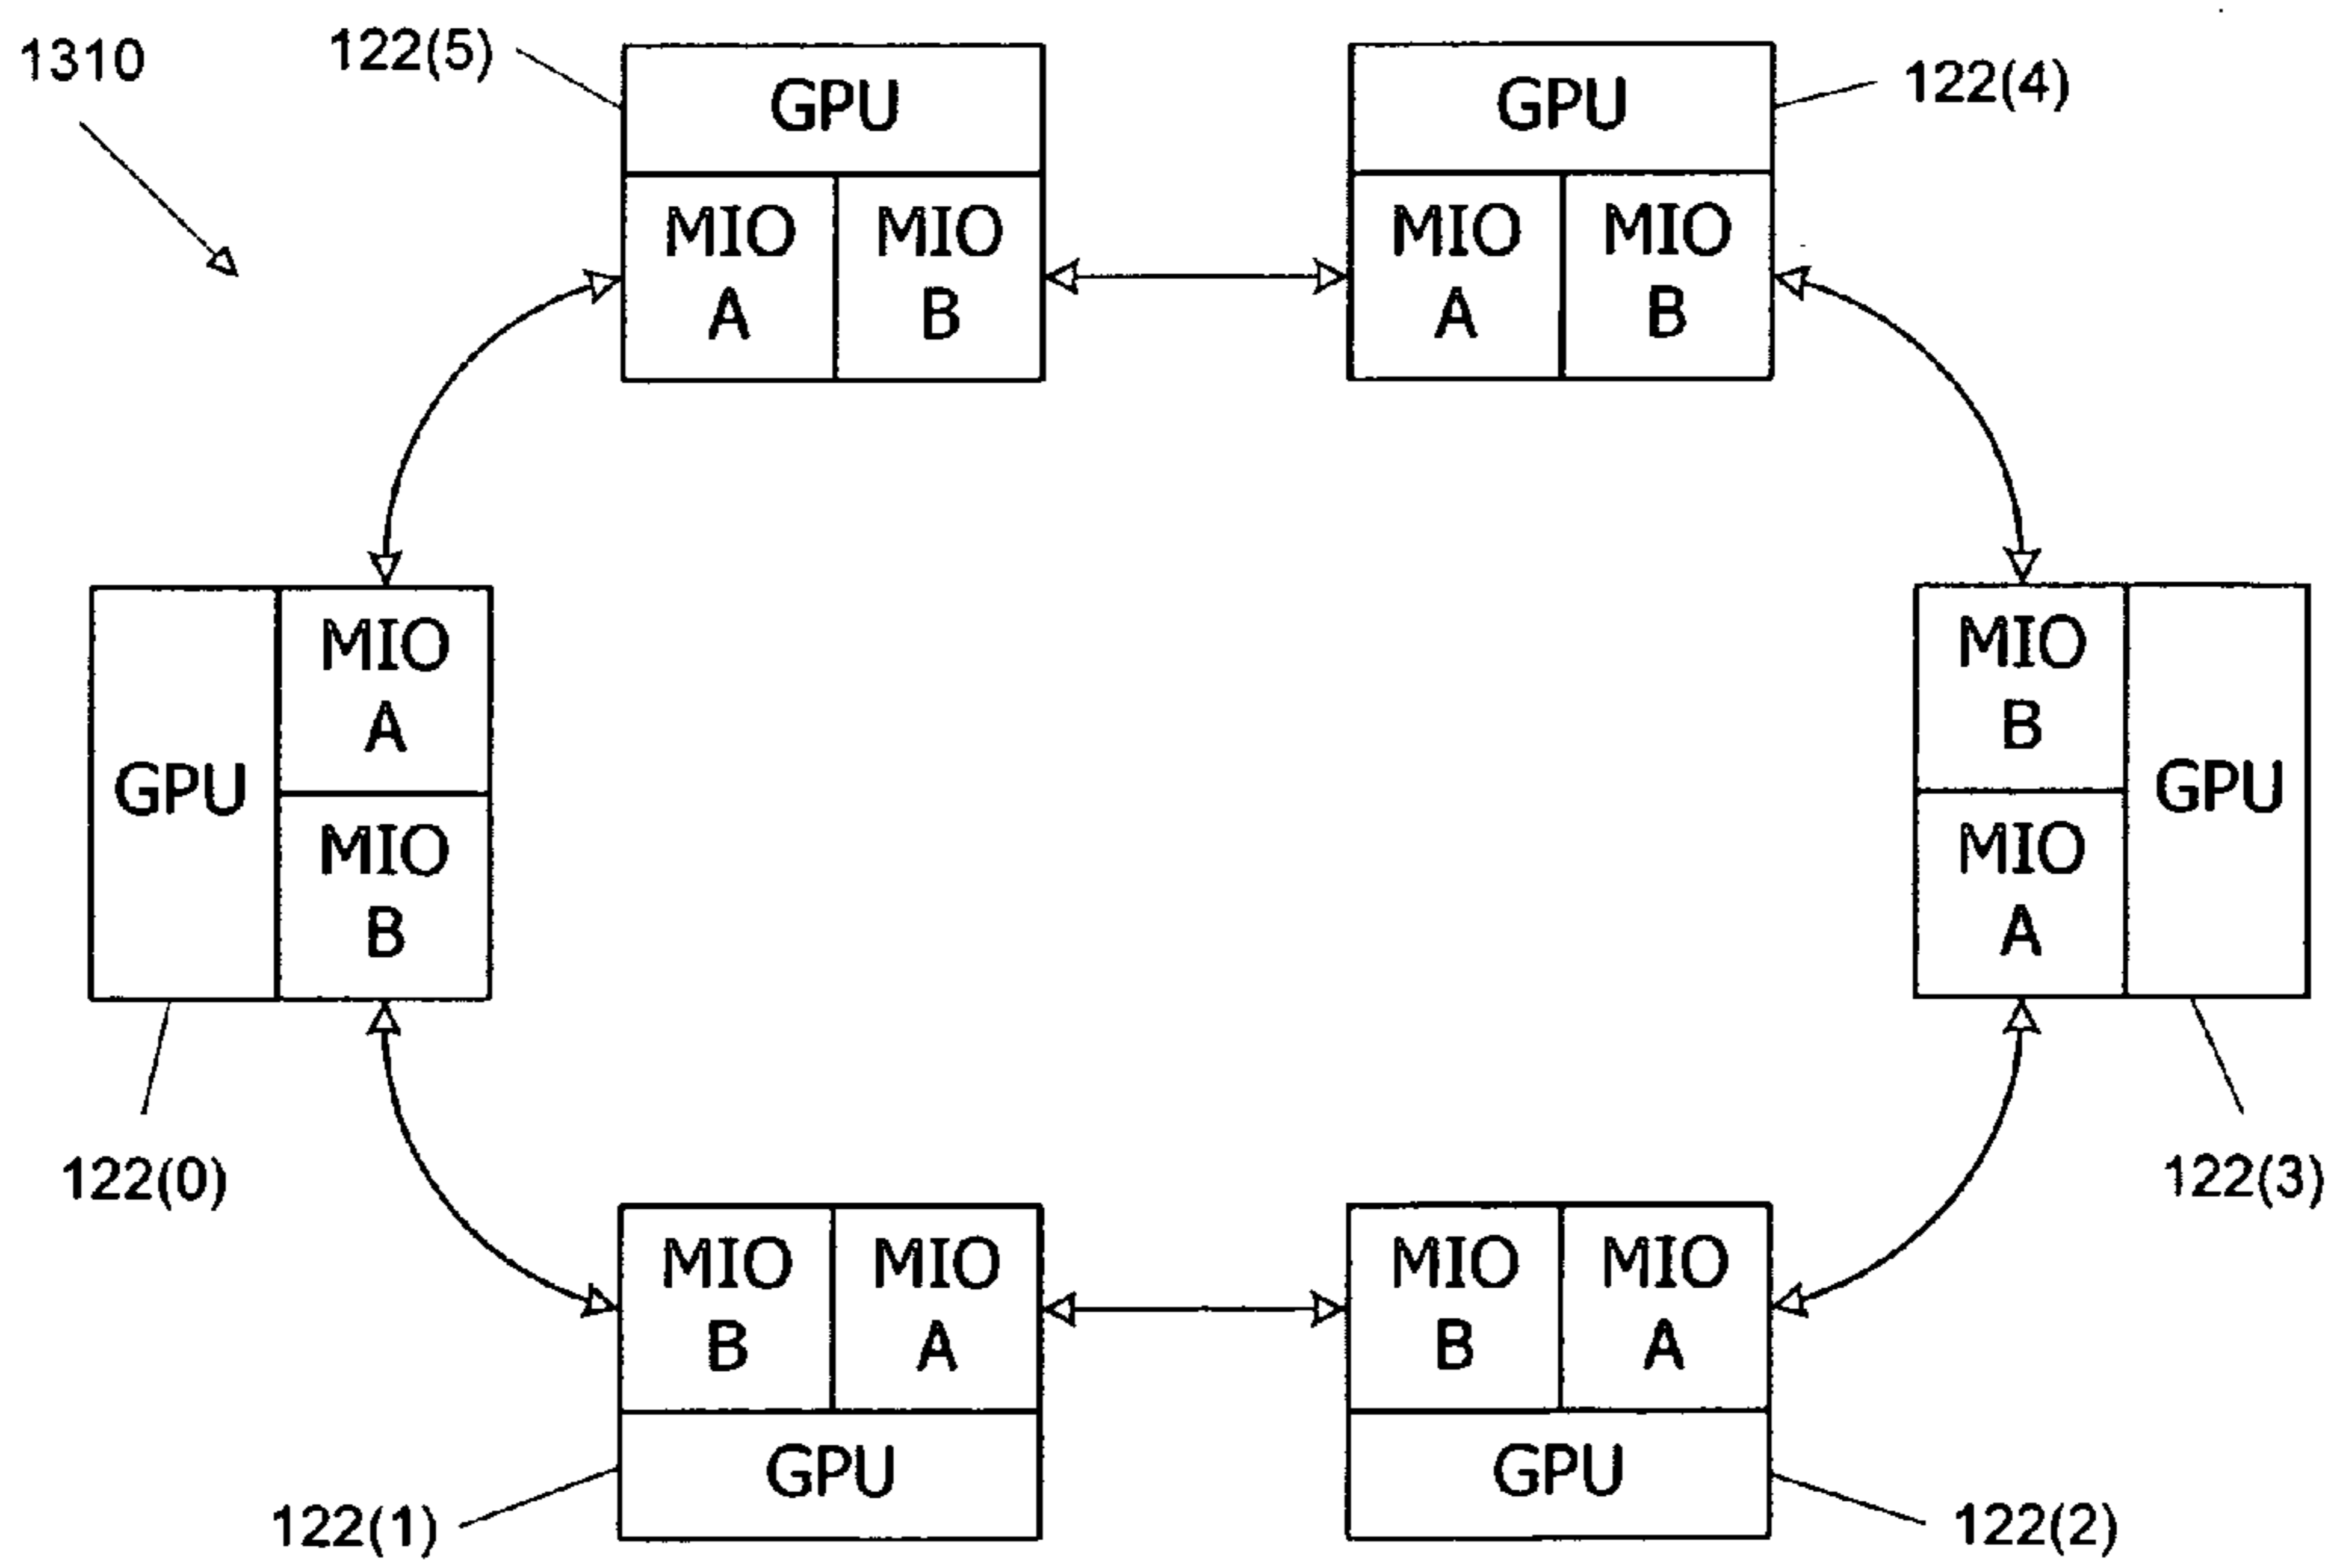 1310
122(5)
GPU
MIO A
MIO B
GPU
122(4)
MIO A
MIO B
GPU
MIO A
MIO B
122(0)
MIO B
MIO A
GPU
122(3)
MIO B
MIO A
GPU
122(1)
MIO B
MIO A
GPU
122(2)